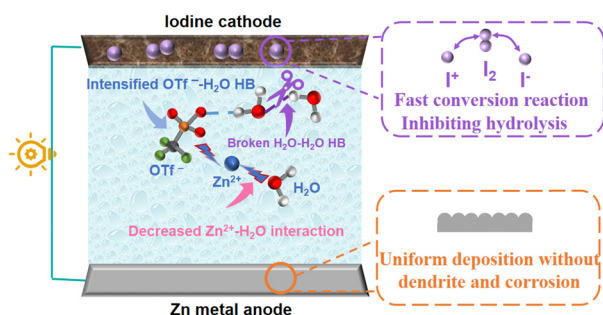 Iodine cathode
Intensified OTf⁻-H2O HB
Broken H2O-H2O HB
OTf⁻
Zn²⁺
H2O
Decreased Zn²⁺-H2O interaction
Zn metal anode
I⁺
I2
I⁻
Fast conversion reaction
Inhibiting hydrolysis
Uniform deposition without
dendrite and corrosion